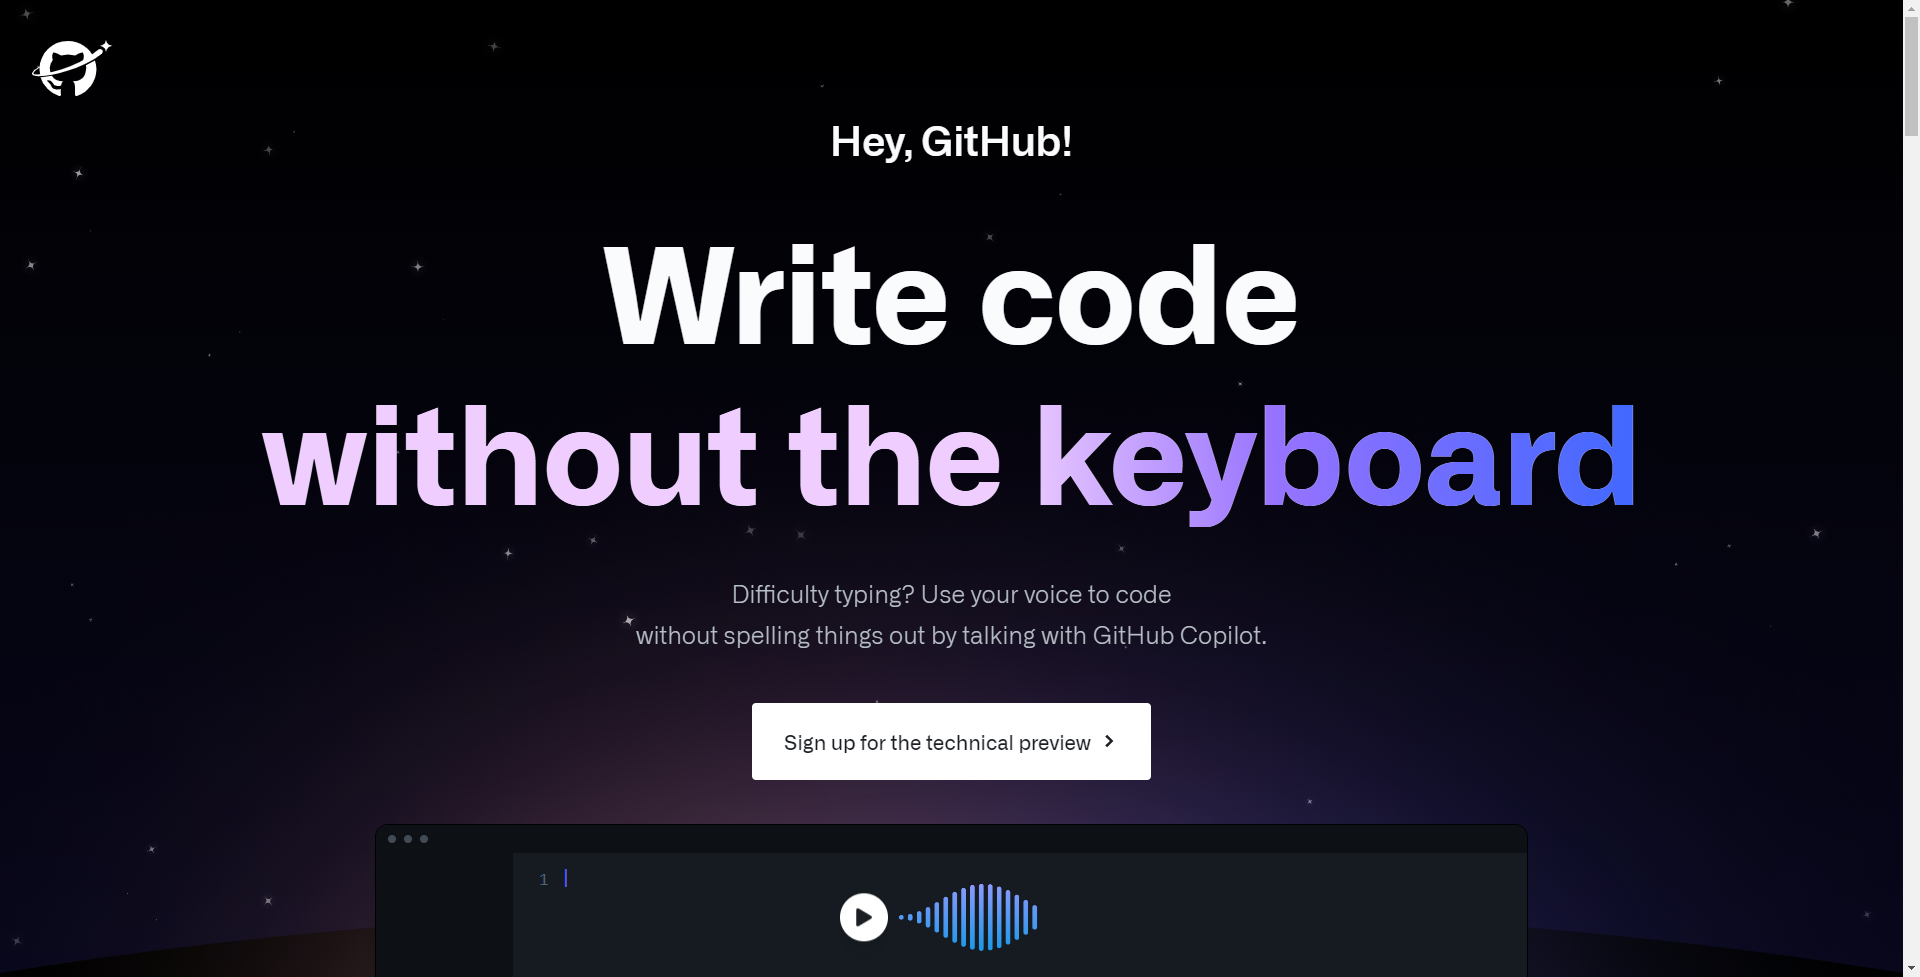 Hey, GitHub!
Write code
without the keyboard
Difficulty typing? Use your voice to code
without spelling things out by talking with GitHub Copilot.
Sign up for the technical preview
1